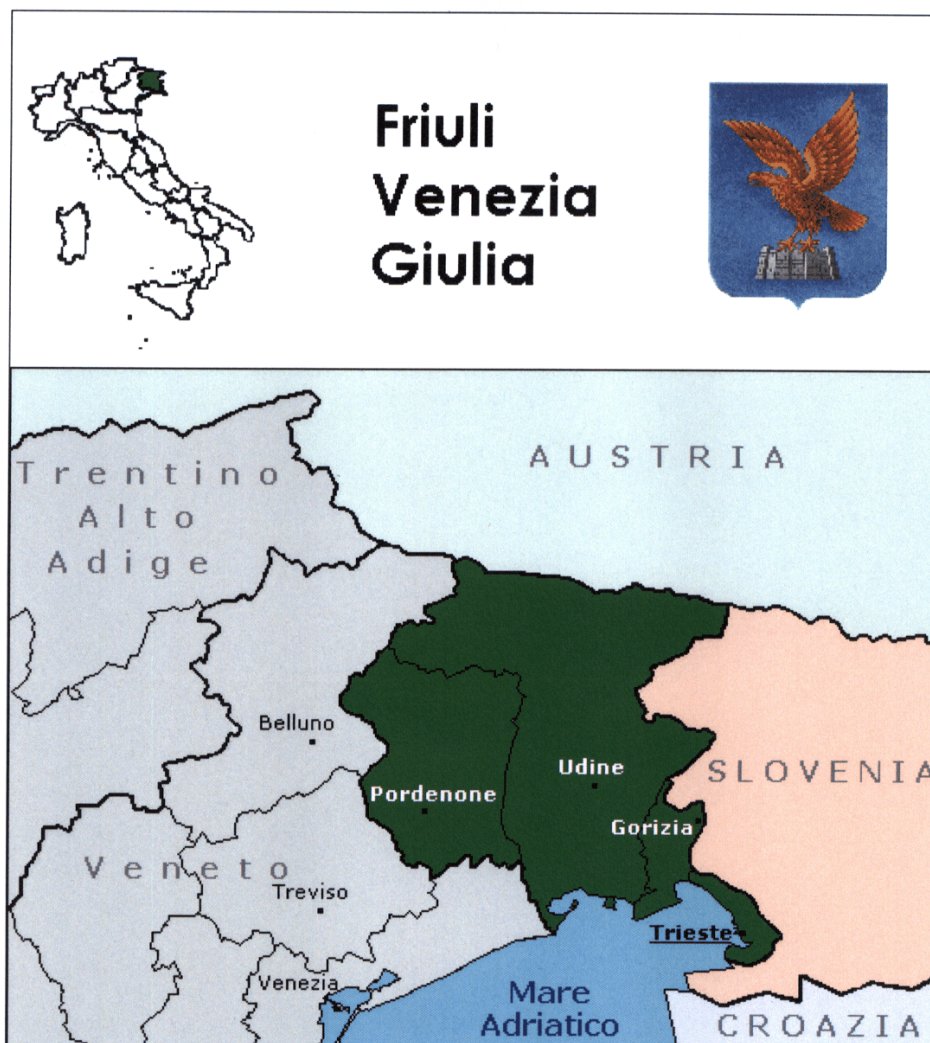 Friuli
Venezia
Giulia
AUSTRIA
Trentino
Alto
Adige
Belluno
Udine
SLOVENIA
Pordenone
Gorizia
Veneto
Treviso
Trieste
Venezia
Mare
Adriatico
CROAZIA